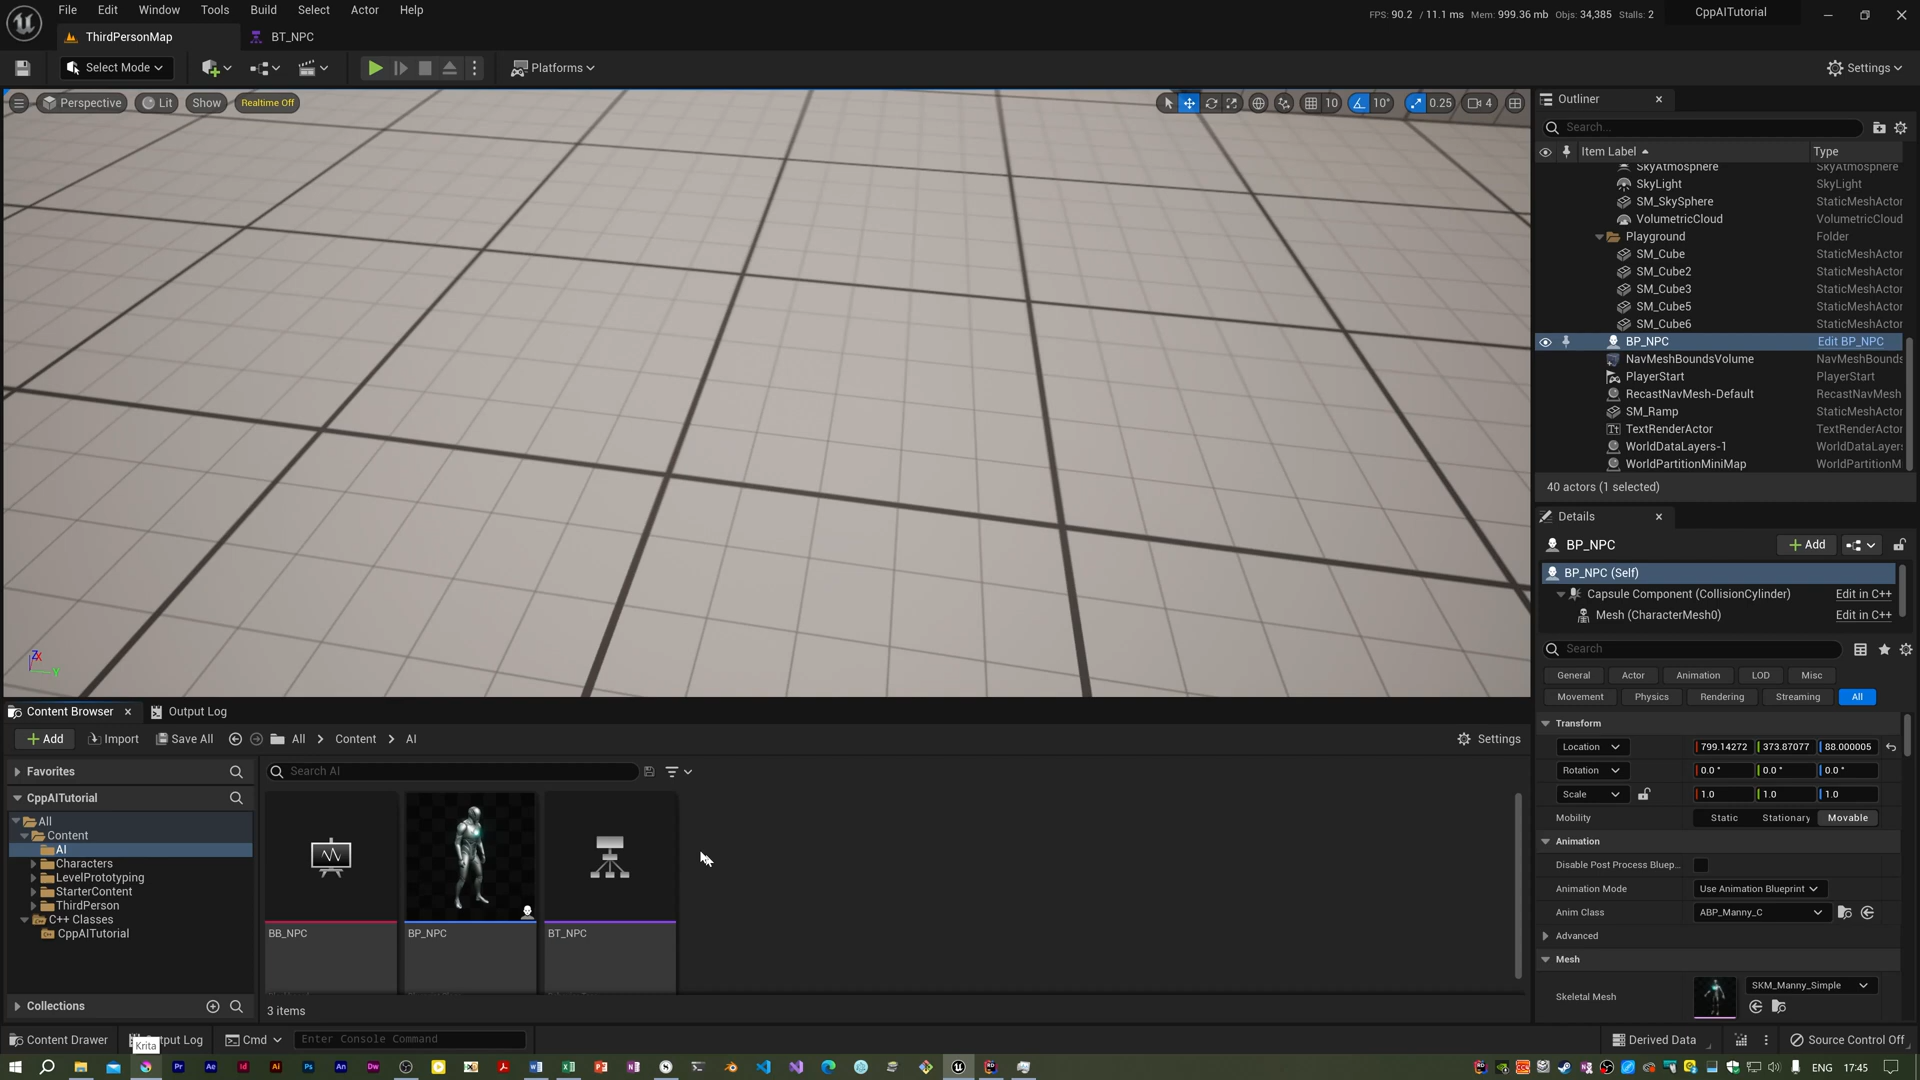 File Edit Window Tools Build Select Actor Help
FPS: 90.2 / 11.1 ms Mem: 999.36 mb Objs: 34,385 Stalls: 2
CppAITutorial
ThirdPersonMap
BT_NPC
Select Mode
Platforms
Settings
Perspective
Lit
Show
Realtime Off
10
10°
0.25
4
Outliner
Search...
Item Label
Type
SkyAtmosphere SkyAtmosphere
SkyLight SkyLight
SM_SkySphere StaticMeshActor
VolumetricCloud VolumetricCloud
Playground Folder
SM_Cube StaticMeshActor
SM_Cube2 StaticMeshActor
SM_Cube3 StaticMeshActor
SM_Cube5 StaticMeshActor
SM_Cube6 StaticMeshActor
BP_NPC Edit BP_NPC
NavMeshBoundsVolume NavMeshBounds
PlayerStart PlayerStart
RecastNavMesh-Default RecastNavMesh
SM_Ramp StaticMeshActor
TextRenderActor TextRenderActor
WorldDataLayers-1 WorldDataLayer
WorldPartitionMiniMap WorldPartitionM
40 actors (1 selected)
Details
BP_NPC
Add
BP_NPC (Self)
Capsule Component (CollisionCylinder) Edit in C++
Mesh (CharacterMesh0) Edit in C++
Search
General Actor Animation LOD Misc
Movement Physics Rendering Streaming All
Transform
Location 799.14272 373.87077 88.000005
Rotation 0.0 ° 0.0 ° 0.0 °
Scale 1.0 1.0 1.0
Mobility Static Stationary Movable
Animation
Disable Post Process Bluep...
Animation Mode Use Animation Blueprint
Anim Class ABP_Manny_C
Advanced
Mesh
Skeletal Mesh SKM_Manny_Simple
Z X
Y
Content Browser
Output Log
Add Import Save All All Content AI
Settings
Favorites
Search AI
CppAITutorial
All
Content
AI
Characters
LevelPrototyping
StarterContent
ThirdPerson
C++ Classes
CppAITutorial
BB_NPC
BP_NPC
BT_NPC
Collections
3 items
Content Drawer
Krita
tput Log
Cmd
Enter Console Command
Derived Data
Source Control Off
Pr Ae Id Ai Ps An Dw
ENG 17:45